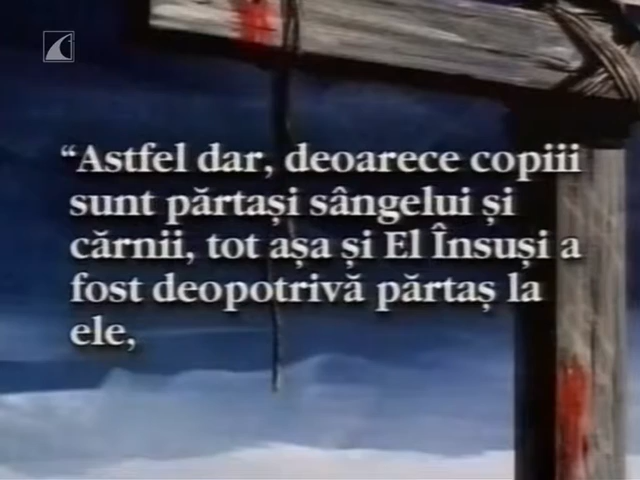 “Astfel dar, deoarece copiii
sunt părtași sângelui și
cărnii, tot așa și El Însuși a
fost deopotrivă părtaș la
ele,